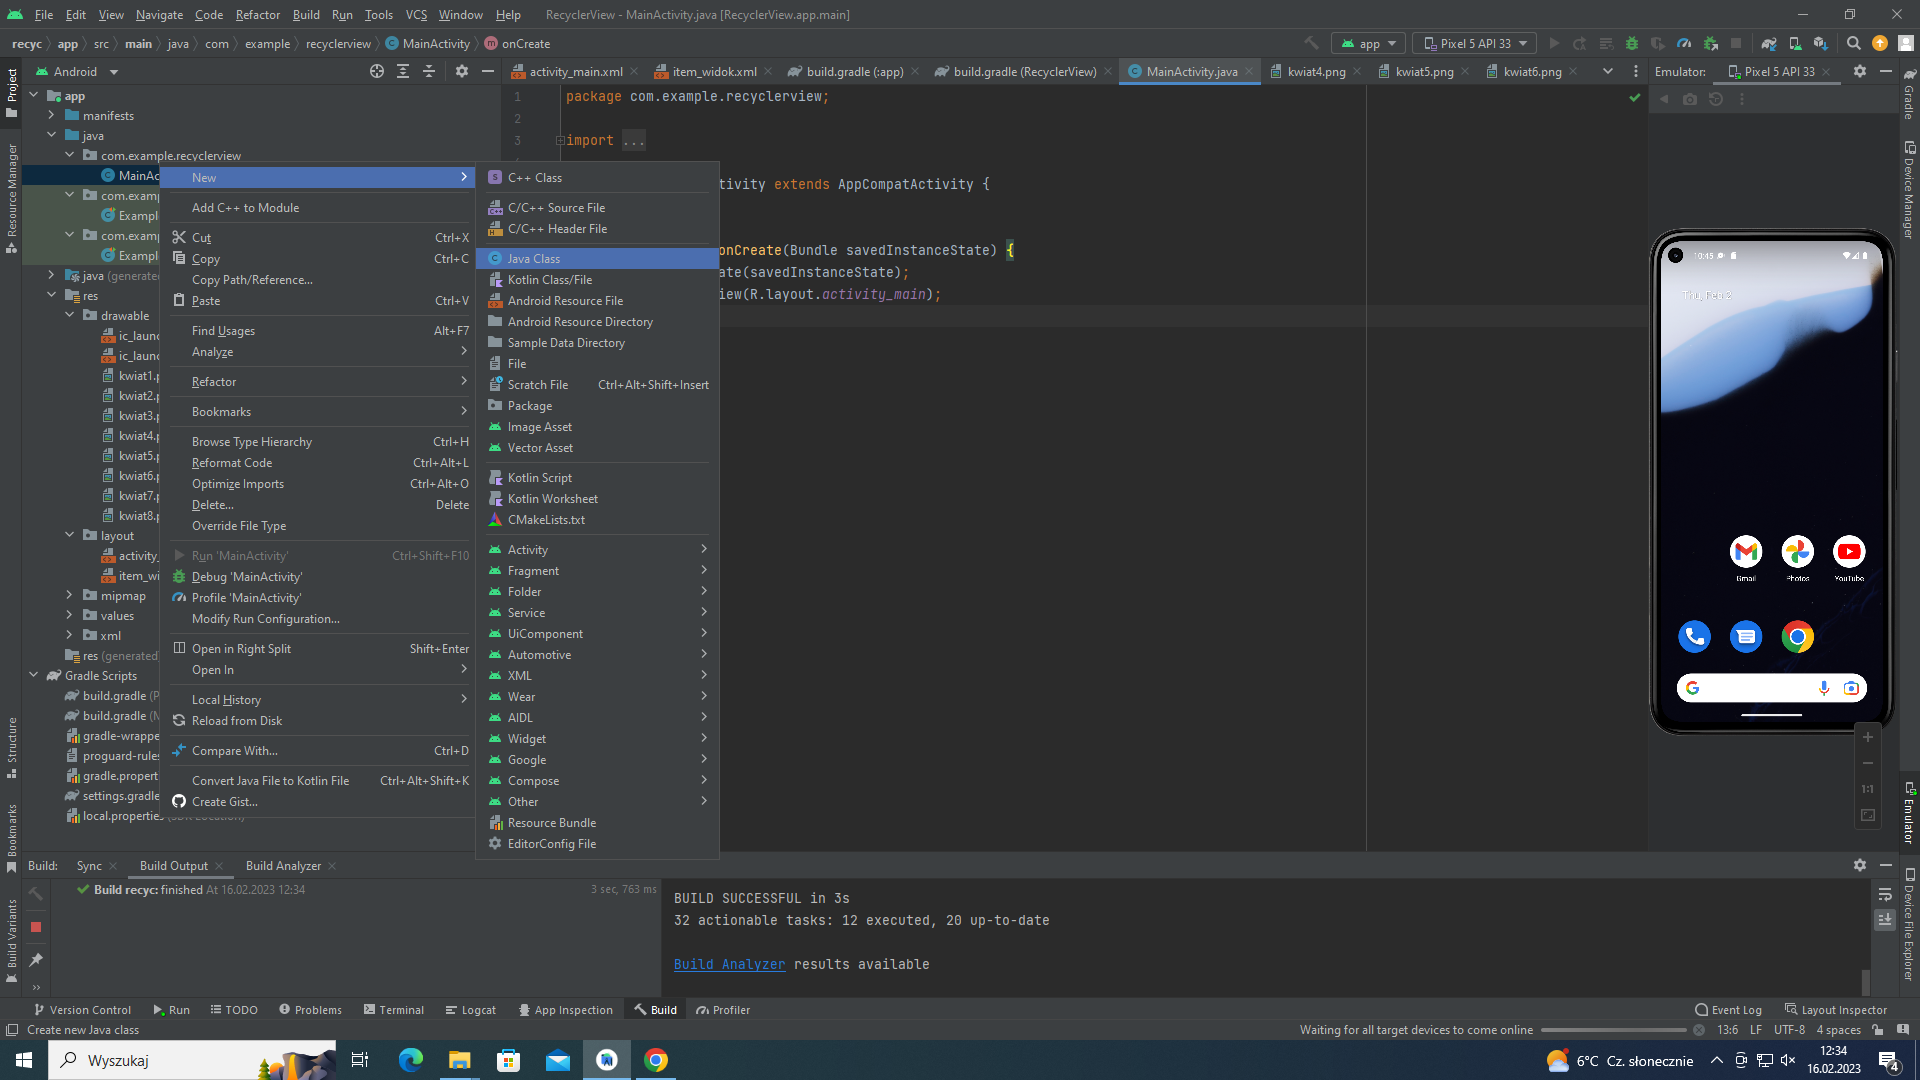 File Edit View Navigate Code Refactor Build Run Tools VCS Window Help RecyclerView - MainActivity.java [RecyclerView.app.main]
recyc app src main java com example recyclerview MainActivity onCreate app Pixel 5 API 33
Android activity_main.xml item_widok.xml build.gradle (:app) build.gradle (RecyclerView) MainActivity.java kwiat4.png kwiat5.png kwiat6.png Emulator: Pixel 5 API 33
Project
Resource Manager
Structure
Bookmarks
Build Variants
app
manifests
java
com.example.recyclerview
MainAc
com.examp
Example
com.examp
Example
java (generated
res
drawable
ic_launc
ic_launc
kwiat1.p
kwiat2.p
kwiat3.p
kwiat4.p
kwiat5.p
kwiat6.p
kwiat7.p
kwiat8.p
layout
activity_
item_wi
mipmap
values
xml
res (generated)
Gradle Scripts
build.gradle (P
build.gradle (M
gradle-wrappe
proguard-rules
gradle.propert
settings.gradle
local.properties
New
Add C++ to Module
Cut Ctrl+X
Copy Ctrl+C
Copy Path/Reference...
Paste Ctrl+V
Find Usages Alt+F7
Analyze
Refactor
Bookmarks
Browse Type Hierarchy Ctrl+H
Reformat Code Ctrl+Alt+L
Optimize Imports Ctrl+Alt+O
Delete... Delete
Override File Type
Run 'MainActivity' Ctrl+Shift+F10
Debug 'MainActivity'
Profile 'MainActivity'
Modify Run Configuration...
Open in Right Split Shift+Enter
Open In
Local History
Reload from Disk
Compare With... Ctrl+D
Convert Java File to Kotlin File Ctrl+Alt+Shift+K
Create Gist...
C++ Class
C/C++ Source File
C/C++ Header File
Java Class
Kotlin Class/File
Android Resource File
Android Resource Directory
Sample Data Directory
File
Scratch File Ctrl+Alt+Shift+Insert
Package
Image Asset
Vector Asset
Kotlin Script
Kotlin Worksheet
CMakeLists.txt
Activity
Fragment
Folder
Service
UiComponent
Automotive
XML
Wear
AIDL
Widget
Google
Compose
Other
Resource Bundle
EditorConfig File
1 package com.example.recyclerview;
2
3 import ...
tivity extends AppCompatActivity {
onCreate(Bundle savedInstanceState) {
ate(savedInstanceState);
iew(R.layout.activity_main);
10:45
Thu, Feb 2
Gmail Photos YouTube
1:1
Gradle
Device Manager
Emulator
Device File Explorer
Build: Sync Build Output Build Analyzer
Build recyc: finished At 16.02.2023 12:34 3 sec, 763 ms
BUILD SUCCESSFUL in 3s
32 actionable tasks: 12 executed, 20 up-to-date
Build Analyzer results available
Version Control Run TODO Problems Terminal Logcat App Inspection Build Profiler Event Log Layout Inspector
Create new Java class Waiting for all target devices to come online 13:6 LF UTF-8 4 spaces
Wyszukaj 6°C Cz. słonecznie 12:34
16.02.2023 4